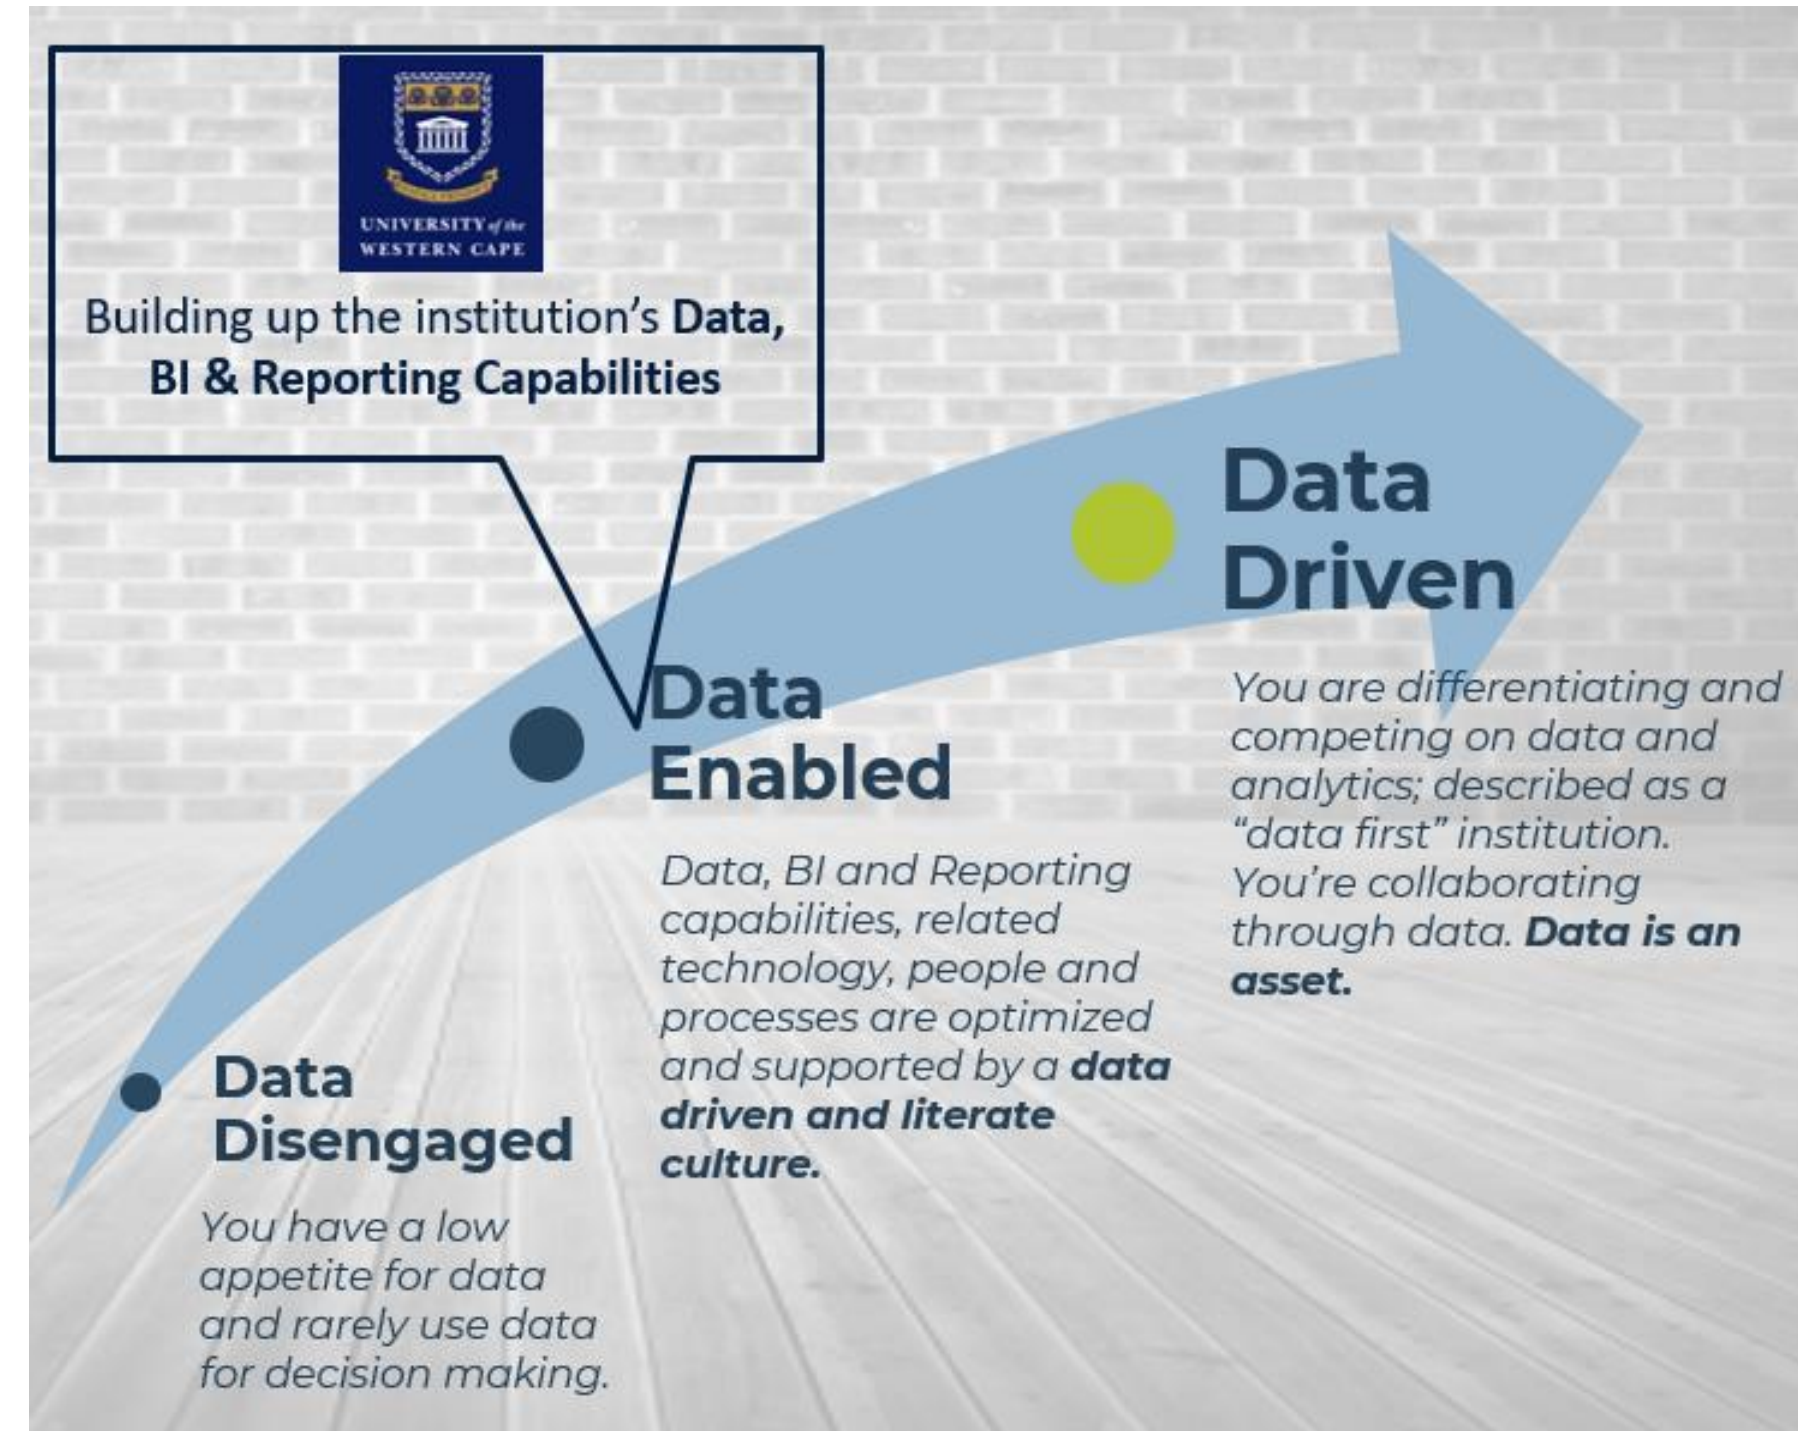 UNIVERSITY of the
WESTERN CAPE
Building up the institution's Data,
BI & Reporting Capabilities
Data
Driven
You are differentiating and
competing on data and
analytics; described as a
“data first” institution.
You're collaborating
through data. Data is an
asset.
Data
Enabled
Data, BI and Reporting
capabilities, related
technology, people and
processes are optimized
and supported by a data
driven and literate
culture.
Data
Disengaged
You have a low
appetite for data
and rarely use data
for decision making.